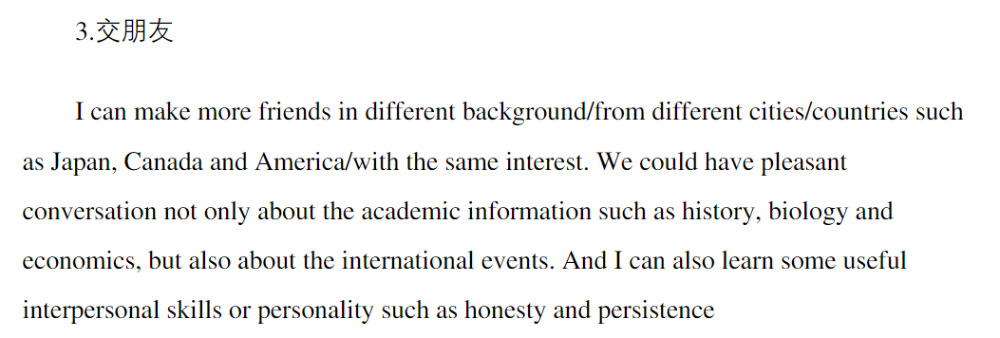 3.交朋友
I can make more friends in different background/from different cities/countries such
as Japan, Canada and America/with the same interest. We could have pleasant
conversation not only about the academic information such as history, biology and
economics, but also about the international events. And I can also learn some useful
interpersonal skills or personality such as honesty and persistence